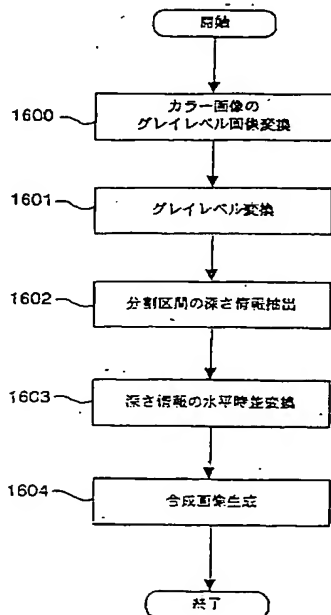 開始
1600
カラー画像の
グレイレベル画像変換
1601
グレイレベル変換
1602
分割区間の深さ情報抽出
1603
深さ情報の水平時差変換
1604
合成画像生成
終了